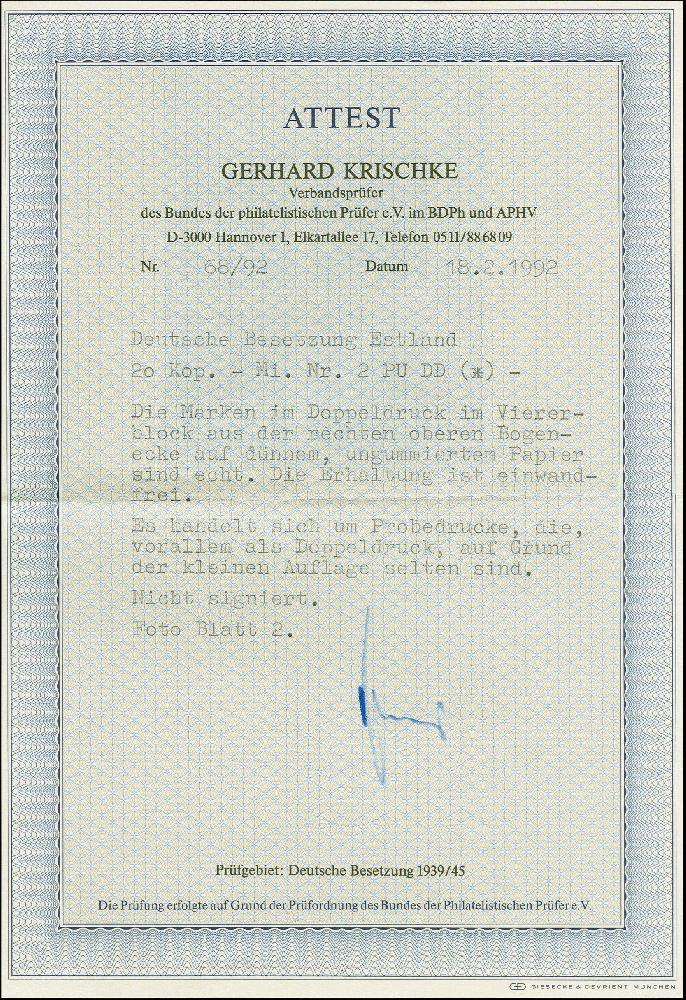 ATTEST
GERHARD KRISCHKE
Verbandsprüfer
des Bundes der philatelistischen Prüfer e.V. im BDPh und APHV
D-3000 Hannover 1, Elkartallee 17, Telefon 0511/886809
Nr. 68/92 Datum 18.2.1992
Deutsche Besetzung Estland
2o Kop. - Mi. Nr. 2 PU DD (*) -
Die Marken im Doppeldruck im Vierer-
block aus der rechten oberen Bogen-
ecke auf dünnem, ungummiertem Papier
sind echt. Die Erhaltung ist einwand-
frei.
Es handelt sich um Probedrucke, die,
vorallem als Doppeldruck, auf Grund
der kleinen Auflage selten sind.
Nicht signiert.
Foto Blatt 2.
Prüfgebiet: Deutsche Besetzung 1939/45
Die Prüfung erfolgte auf Grund der Prüfordnung des Bundes der Philatelistischen Prüfer e.V.
GIESECKE & DEVRIENT MÜNCHEN